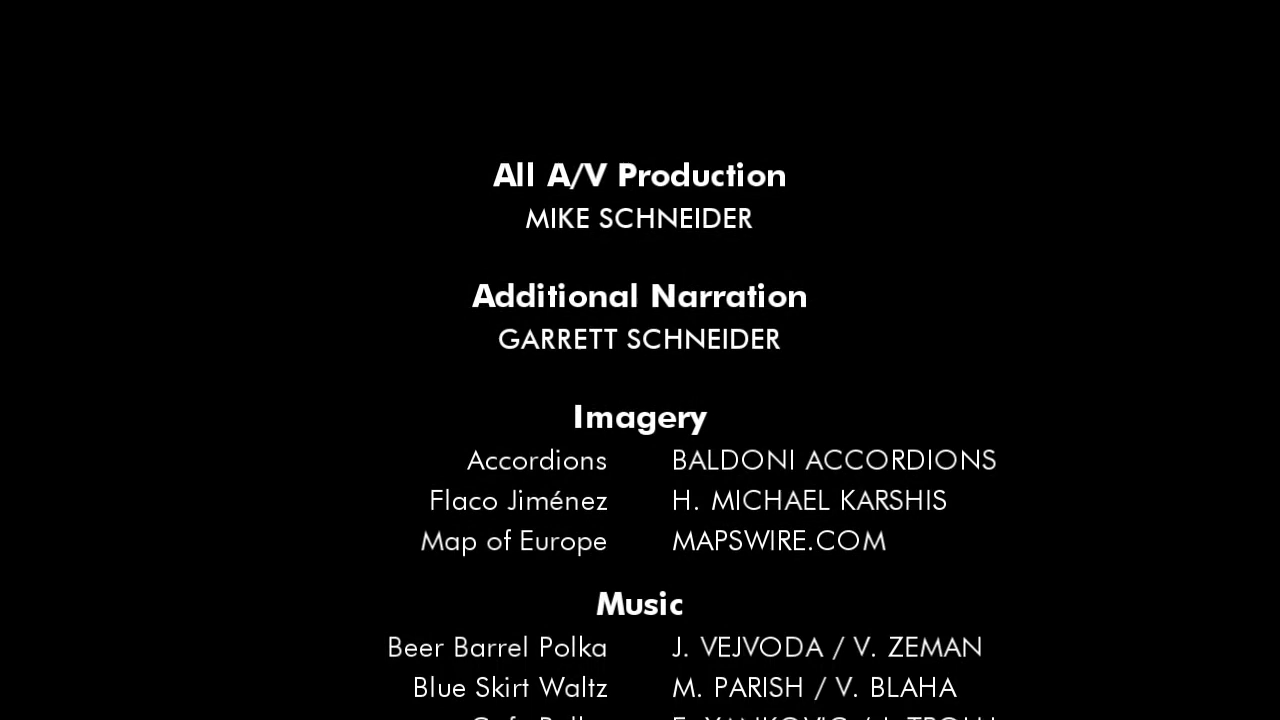 All A/V Production
MIKE SCHNEIDER
Additional Narration
GARRETT SCHNEIDER
Imagery
Accordions BALDONI ACCORDIONS
Flaco Jiménez H. MICHAEL KARSHIS
Map of Europe MAPSWIRE.COM
Music
Beer Barrel Polka J. VEJVODA / V. ZEMAN
Blue Skirt Waltz M. PARISH / V. BLAHA